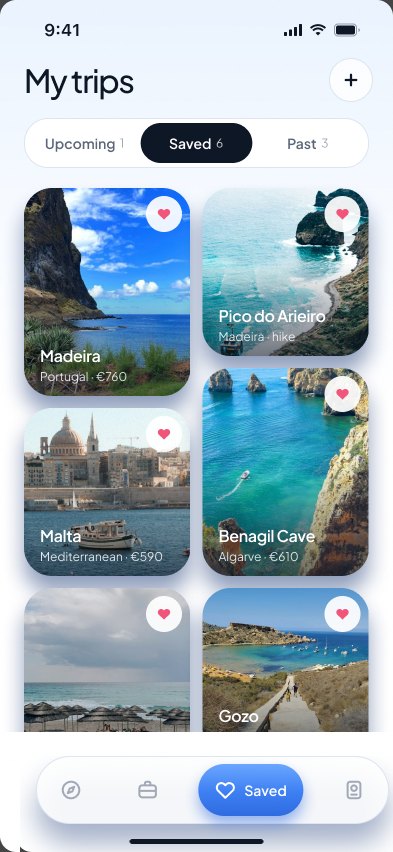 9:41
My trips
Upcoming 1
Saved 6
Past 3
Madeira
Portugal · €760
Pico do Arieiro
Madeira · hike
Malta
Mediterranean · €590
Benagil Cave
Algarve · €610
Gozo
Saved